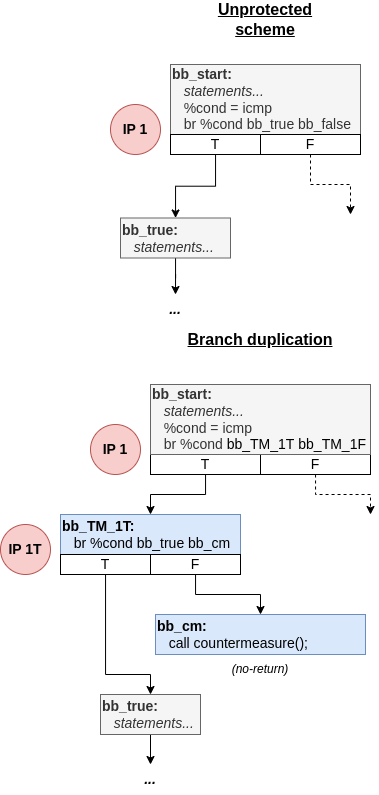 Unprotected
scheme
bb_start:
statements...
%cond = icmp
br %cond bb_true bb_false
IP 1
T F
bb_true:
statements...
...
Branch duplication
bb_start:
statements...
%cond = icmp
br %cond bb_TM_1T bb_TM_1F
IP 1
T F
bb_TM_1T:
br %cond bb_true bb_cm
IP 1T
T F
bb_cm:
call countermeasure();
(no-return)
bb_true:
statements...
...